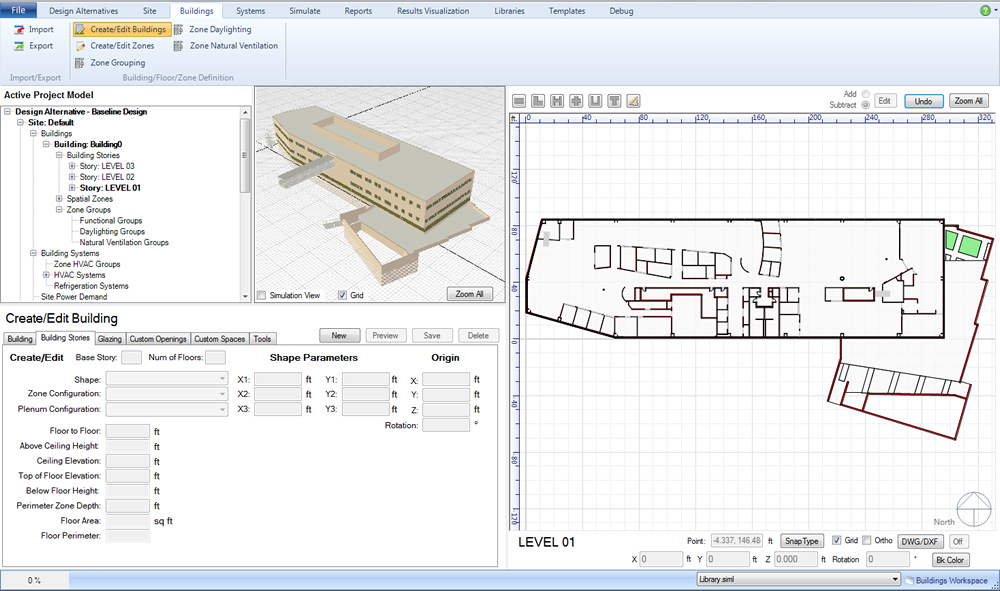 File Design Alternatives Site Buildings Systems Simulate Reports Results Visualization Libraries Templates Debug
Import Create/Edit Buildings Zone Daylighting
Export Create/Edit Zones Zone Natural Ventilation
Zone Grouping
Import/Export Building/Floor/Zone Definition
Active Project Model
Design Alternative - Baseline Design
Site: Default
Buildings
Building: Building0
Building Stories
Story: LEVEL 03
Story: LEVEL 02
Story: LEVEL 01
Spatial Zones
Zone Groups
Functional Groups
Daylighting Groups
Natural Ventilation Groups
Building Systems
Zone HVAC Groups
HVAC Systems
Refrigeration Systems
Site Power Demand
Simulation View Grid Zoom All
Add
Subtract Edit Undo Zoom All
ft. 0 40 80 120 160 200 240 280 320
120
80
40
0
40
80
120
North
Create/Edit Building
New Preview Save Delete
Building Building Stories Glazing Custom Openings Custom Spaces Tools
Create/Edit Base Story: Num of Floors: Shape Parameters Origin
Shape: X1: ft Y1: ft X: ft
Zone Configuration: X2: ft Y2: ft Y: ft
Plenum Configuration: X3: ft Y3: ft Z: ft
Rotation: °
Floor to Floor: ft
Above Ceiling Height: ft
Ceiling Elevation: ft
Top of Floor Elevation: ft
Below Floor Height: ft
Perimeter Zone Depth: ft
Floor Area: sq ft
Floor Perimeter:
LEVEL 01 Point: -4.337, 146.48 ft SnapType Grid Ortho DWG/DXF Off
X 0 ft Y 0 ft Z 0.000 ft Rotation 0 ° Bk Color
0 % Library.siml Buildings Workspace